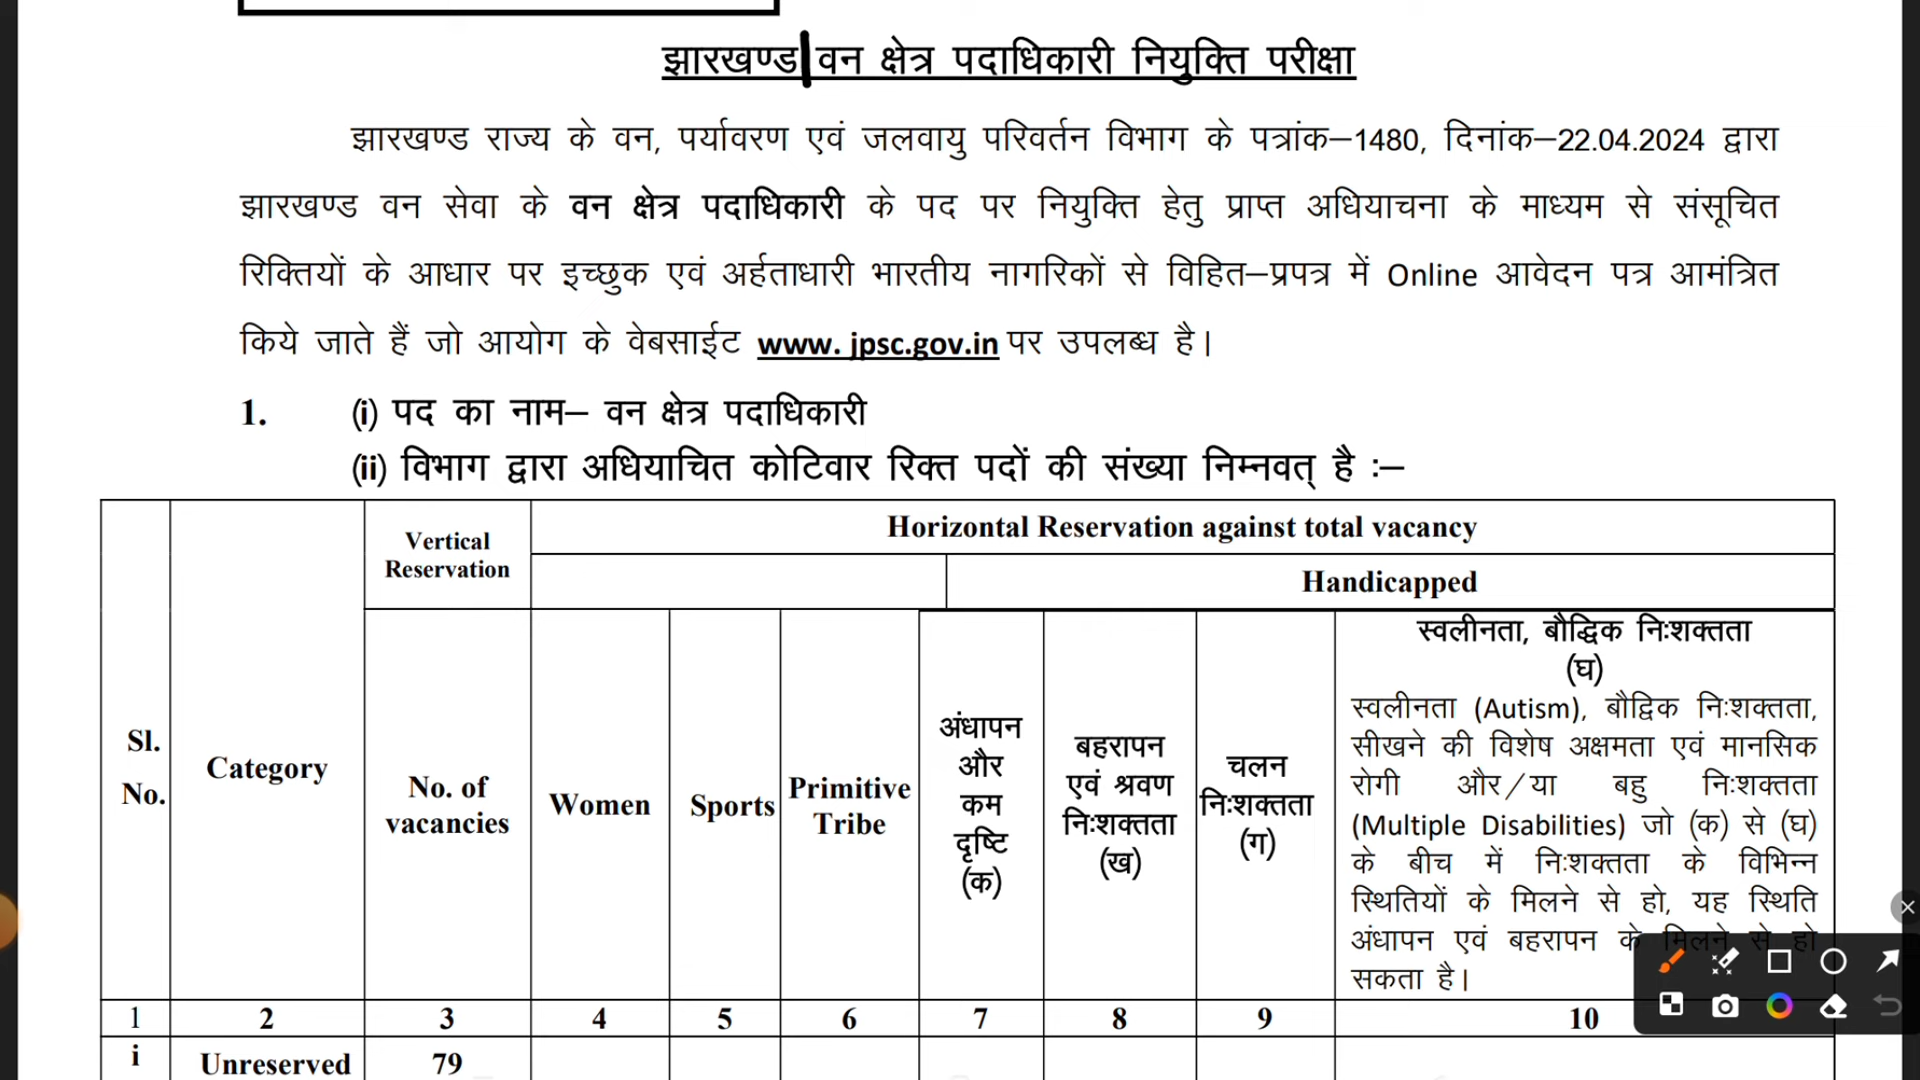 झारखण्ड वन क्षेत्र पदाधिकारी नियुक्ति परीक्षा
झारखण्ड राज्य के वन, पर्यावरण एवं जलवायु परिवर्तन विभाग के पत्रांक–1480, दिनांक–22.04.2024 द्वारा
झारखण्ड वन सेवा के वन क्षेत्र पदाधिकारी के पद पर नियुक्ति हेतु प्राप्त अधियाचना के माध्यम से संसूचित
रिक्तियों के आधार पर इच्छुक एवं अर्हताधारी भारतीय नागरिकों से विहित–प्रपत्र में Online आवेदन पत्र आमंत्रित
किये जाते हैं जो आयोग के वेबसाईट www. jpsc.gov.in पर उपलब्ध है।
1. (i) पद का नाम– वन क्षेत्र पदाधिकारी
(ii) विभाग द्वारा अधियाचित कोटिवार रिक्त पदों की संख्या निम्नवत् है :–
Sl.
No.
Category
Vertical
Reservation
No. of
vacancies
Horizontal Reservation against total vacancy
Handicapped
Women
Sports
Primitive
Tribe
अंधापन
और
कम
दृष्टि
(क)
बहरापन
एवं श्रवण
निःशक्तता
(ख)
चलन
निःशक्तता
(ग)
स्वलीनता, बौद्धिक निःशक्तता
(घ)
स्वलीनता (Autism), बौद्विक निःशक्तता,
सीखने की विशेष अक्षमता एवं मानसिक
रोगी और/या बहु निःशक्तता
(Multiple Disabilities) जो (क) से (घ)
के बीच में निःशक्तता के विभिन्न
स्थितियों के मिलने से हो, यह स्थिति
अंधापन एवं बहरापन के मिलने से हो
सकता है।
1 2 3 4 5 6 7 8 9 10
i Unreserved 79